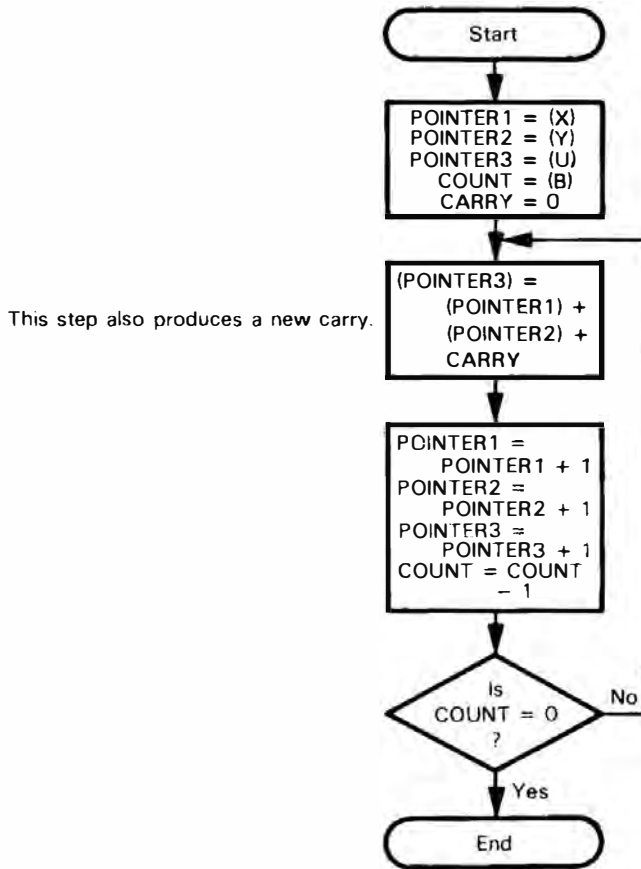 Start
POINTER1 = (X)
POINTER2 = (Y)
POINTER3 = (U)
COUNT = (B)
CARRY = 0
(POINTER3) =
(POINTER1) +
(POINTER2) +
CARRY
This step also produces a new carry.
POINTER1 =
POINTER1 + 1
POINTER2 =
POINTER2 + 1
POINTER3 =
POINTER3 + 1
COUNT = COUNT
- 1
Is
COUNT = 0
?
No
Yes
End